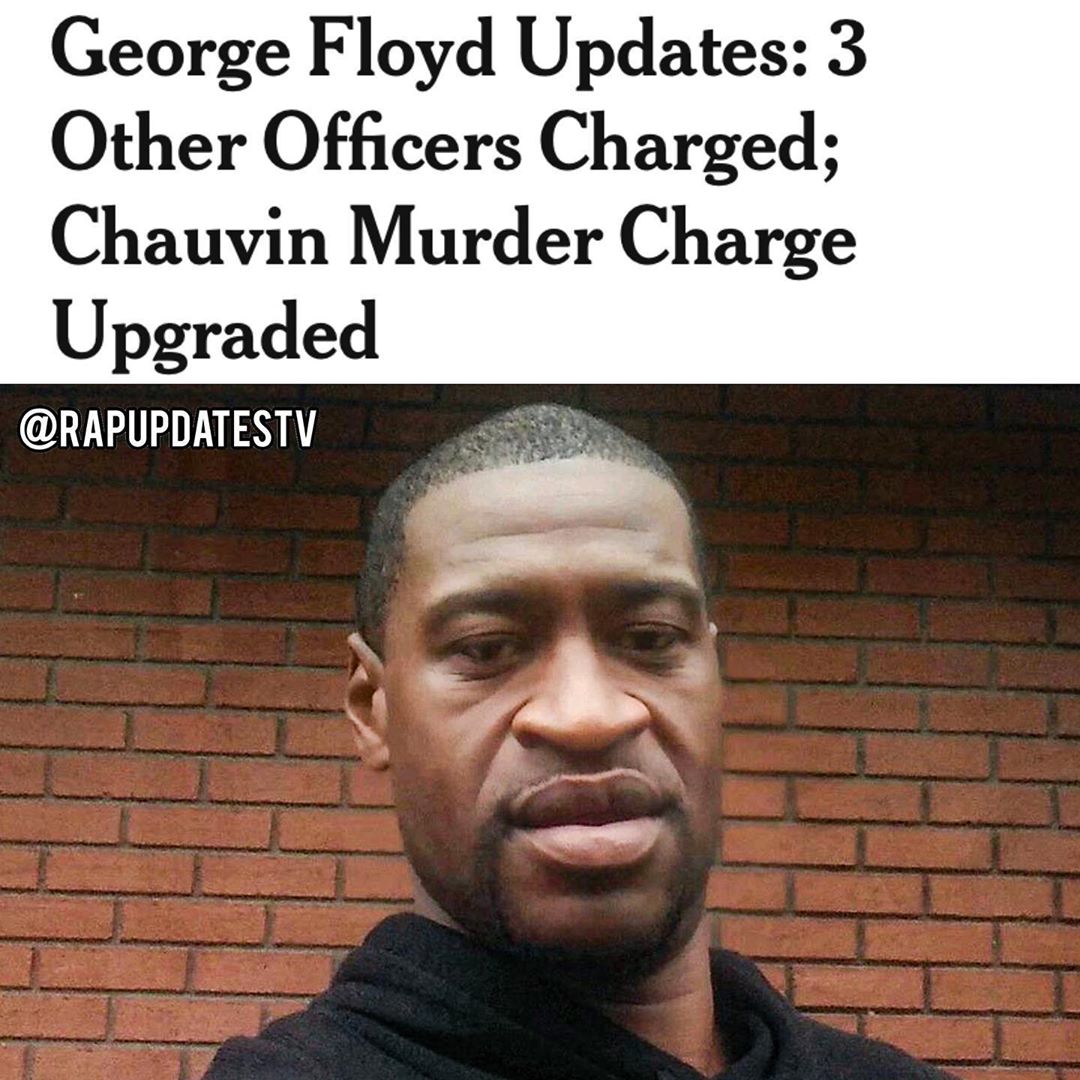 George Floyd Updates: 3
Other Officers Charged;
Chauvin Murder Charge
Upgraded
@RAPUPDATESTV